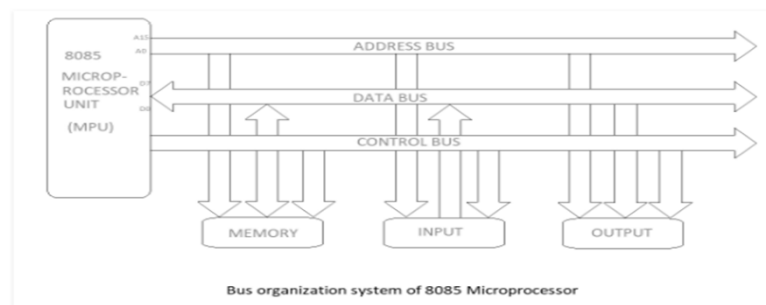 A15
ADDRESS BUS
8085
A8
MICROP-
D7
ROCESSOR
DATA BUS
UNIT
D0
(MPU)
CONTROL BUS
MEMORY
INPUT
OUTPUT
Bus organization system of 8085 Microprocessor